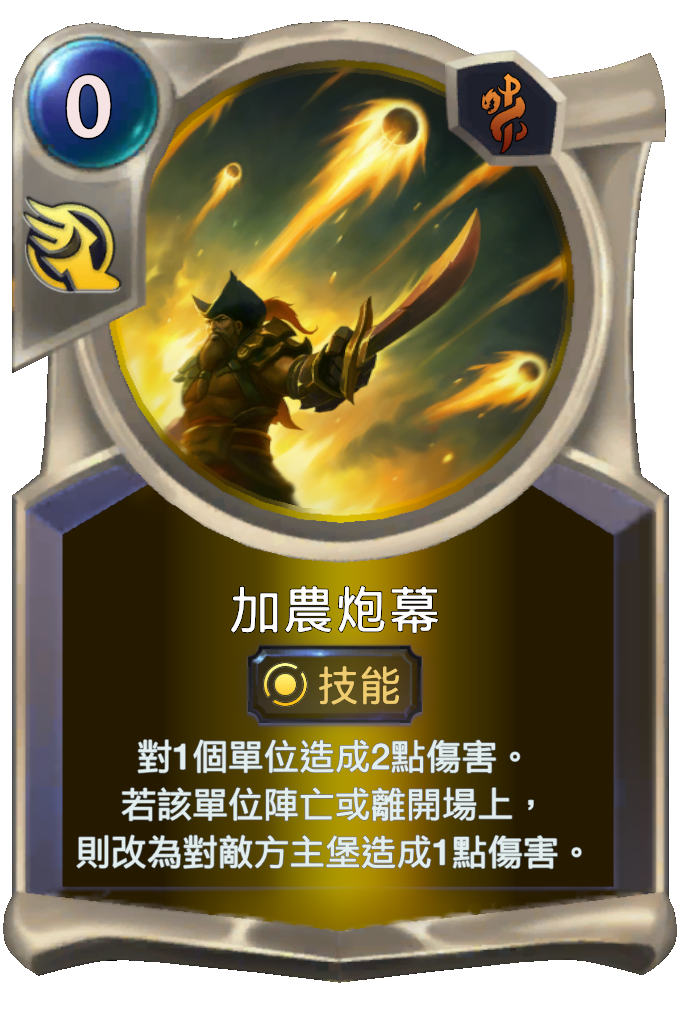 0
加農炮幕
技能
對1個單位造成2點傷害。
若該單位陣亡或離開場上，
則改為對敵方主堡造成1點傷害。